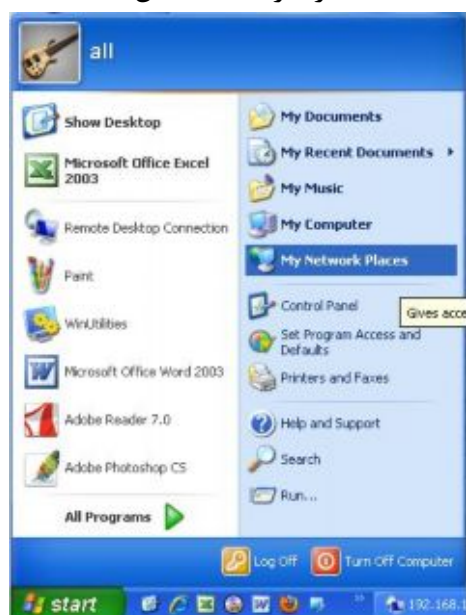 all
Show Desktop
Microsoft Office Excel
2003
Remote Desktop Connection
Paint
WinUtilities
Microsoft Office Word 2003
Adobe Reader 7.0
Adobe Photoshop CS
All Programs
My Documents
My Recent Documents
My Music
My Computer
My Network Places
Control Panel
Gives acce
Set Program Access and
Defaults
Printers and Faxes
Help and Support
Search
Run...
Log Off
Turn Off Computer
start
192.168.